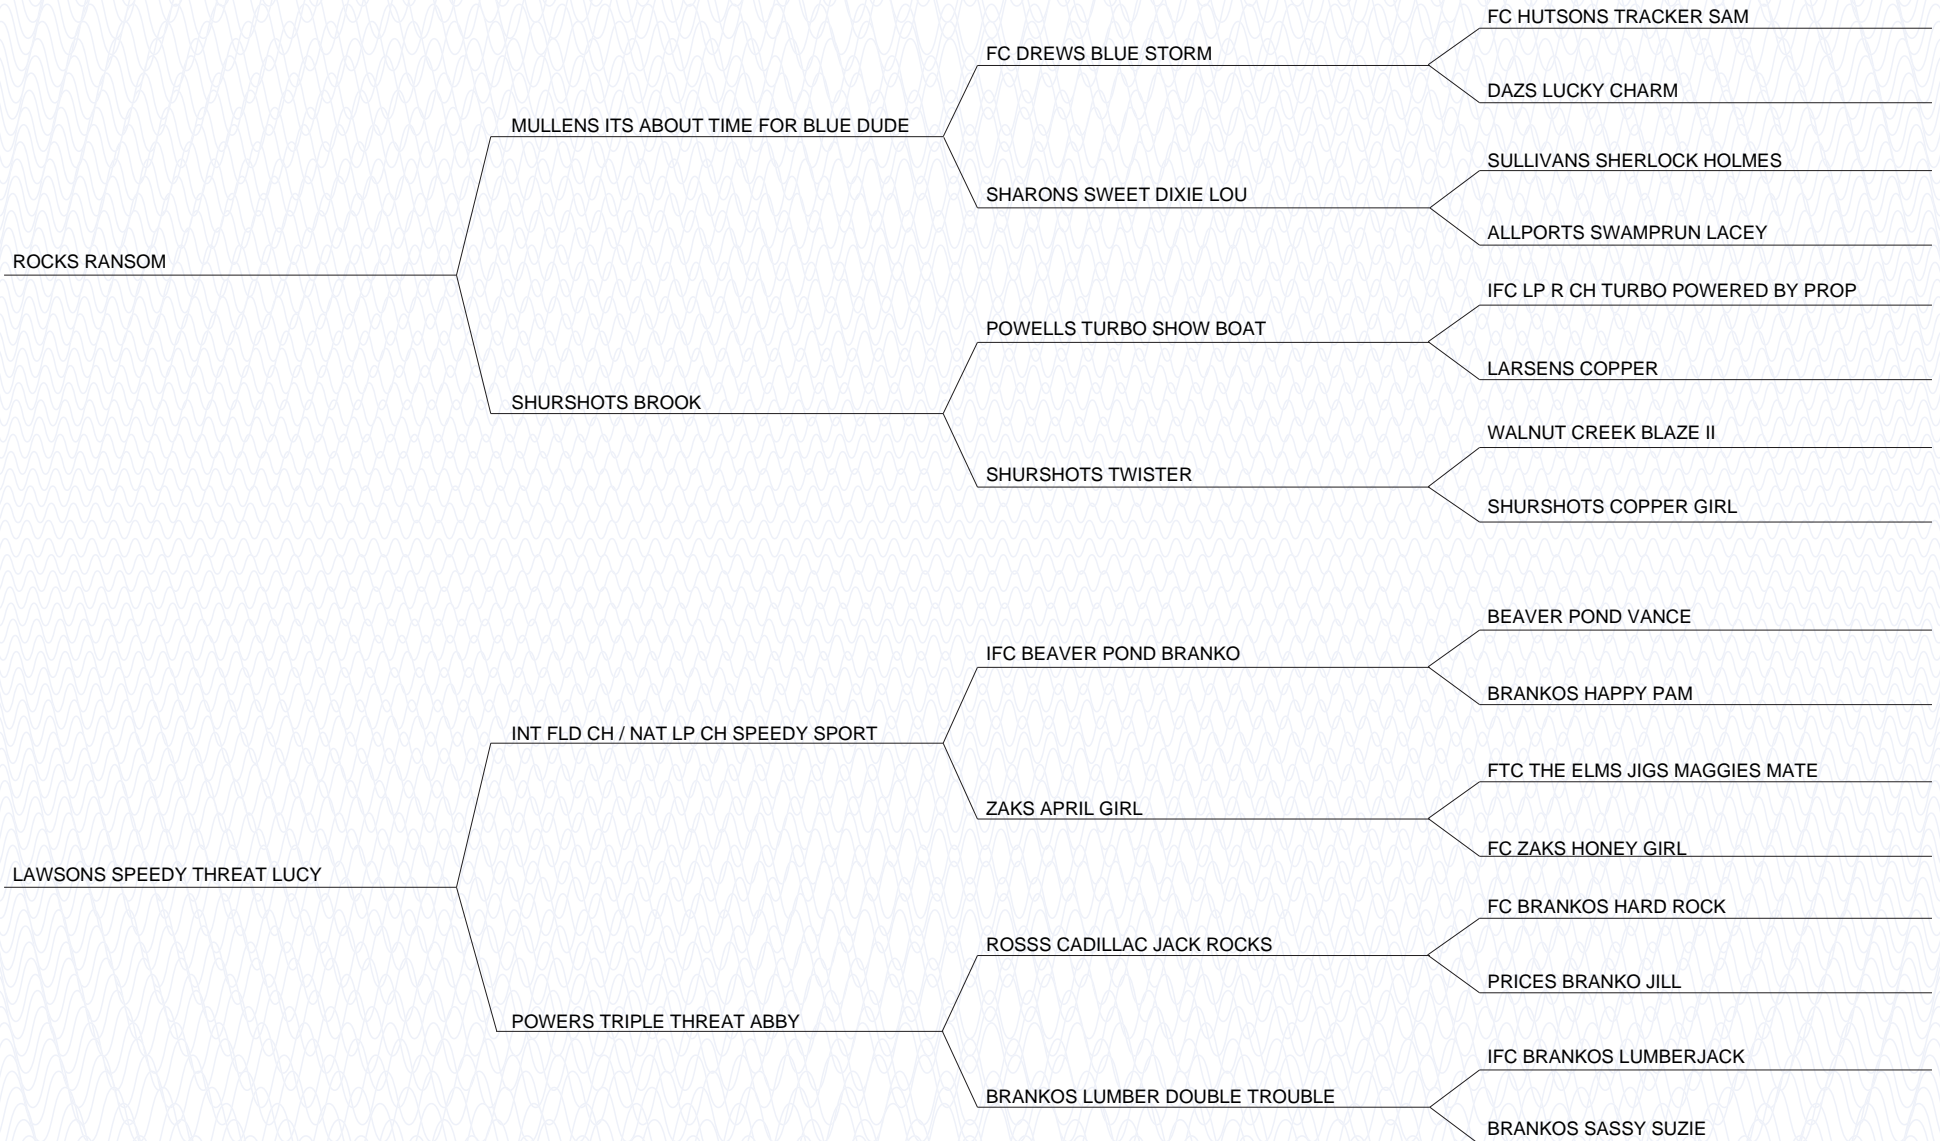 FC HUTSONS TRACKER SAM
FC DREWS BLUE STORM
DAZS LUCKY CHARM
MULLENS ITS ABOUT TIME FOR BLUE DUDE
SULLIVANS SHERLOCK HOLMES
SHARONS SWEET DIXIE LOU
ALLPORTS SWAMPRUN LACEY
ROCKS RANSOM
IFC LP R CH TURBO POWERED BY PROP
POWELLS TURBO SHOW BOAT
LARSENS COPPER
SHURSHOTS BROOK
WALNUT CREEK BLAZE II
SHURSHOTS TWISTER
SHURSHOTS COPPER GIRL
BEAVER POND VANCE
IFC BEAVER POND BRANKO
BRANKOS HAPPY PAM
INT FLD CH / NAT LP CH SPEEDY SPORT
FTC THE ELMS JIGS MAGGIES MATE
ZAKS APRIL GIRL
FC ZAKS HONEY GIRL
LAWSONS SPEEDY THREAT LUCY
FC BRANKOS HARD ROCK
ROSSS CADILLAC JACK ROCKS
PRICES BRANKO JILL
POWERS TRIPLE THREAT ABBY
IFC BRANKOS LUMBERJACK
BRANKOS LUMBER DOUBLE TROUBLE
BRANKOS SASSY SUZIE